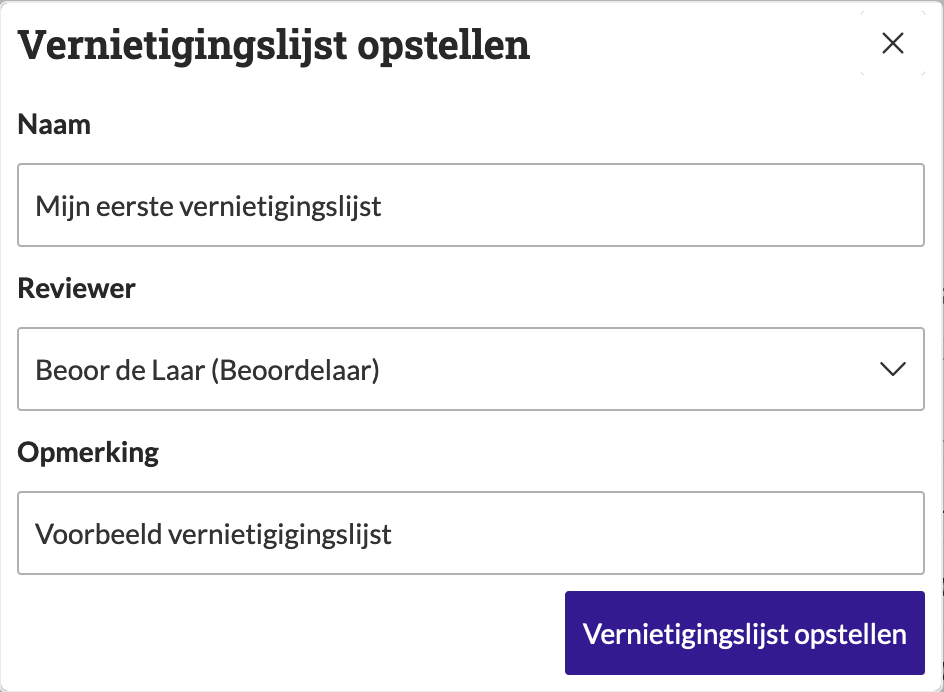 Vernietigingslijst opstellen
Naam
Mijn eerste vernietigingslijst
Reviewer
Beoor de Laar (Beoordelaar)
Opmerking
Voorbeeld vernietigigingslijst
Vernietigingslijst opstellen